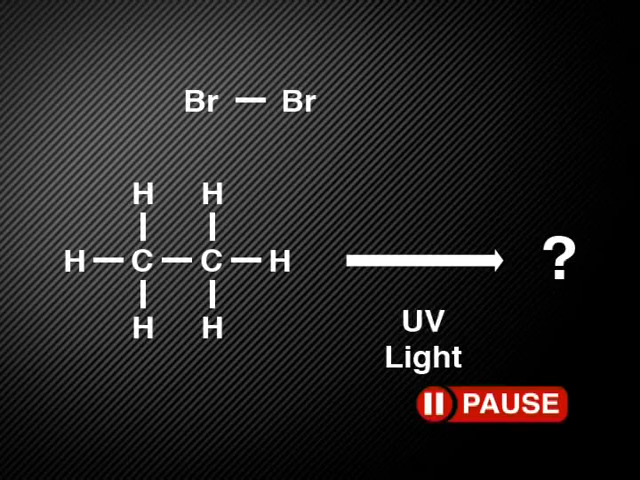 Br — Br
H H
H — C — C — H
H H
?
UV
Light
PAUSE